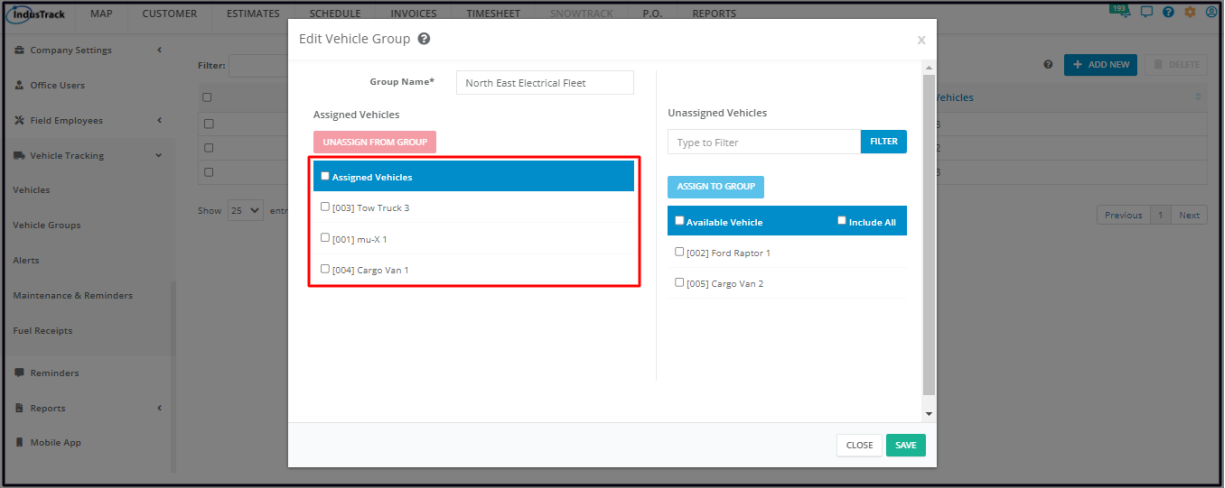 IndusTrack MAP CUSTOMER ESTIMATES SCHEDULE INVOICES TIMESHEET SNOWTRACK P.O. REPORTS 193
Company Settings
Office Users
Field Employees
Vehicle Tracking
Vehicles
Vehicle Groups
Alerts
Maintenance & Reminders
Fuel Receipts
Reminders
Reports
Mobile App
Filter:
+ ADD NEW
DELETE
Vehicles
3
2
3
Show 25 entr
Previous 1 Next
Edit Vehicle Group ?
x
Group Name* North East Electrical Fleet
Assigned Vehicles
UNASSIGN FROM GROUP
Assigned Vehicles
[003] Tow Truck 3
[001] mu-X 1
[004] Cargo Van 1
Unassigned Vehicles
Type to Filter FILTER
ASSIGN TO GROUP
Available Vehicle Include All
[002] Ford Raptor 1
[005] Cargo Van 2
CLOSE SAVE